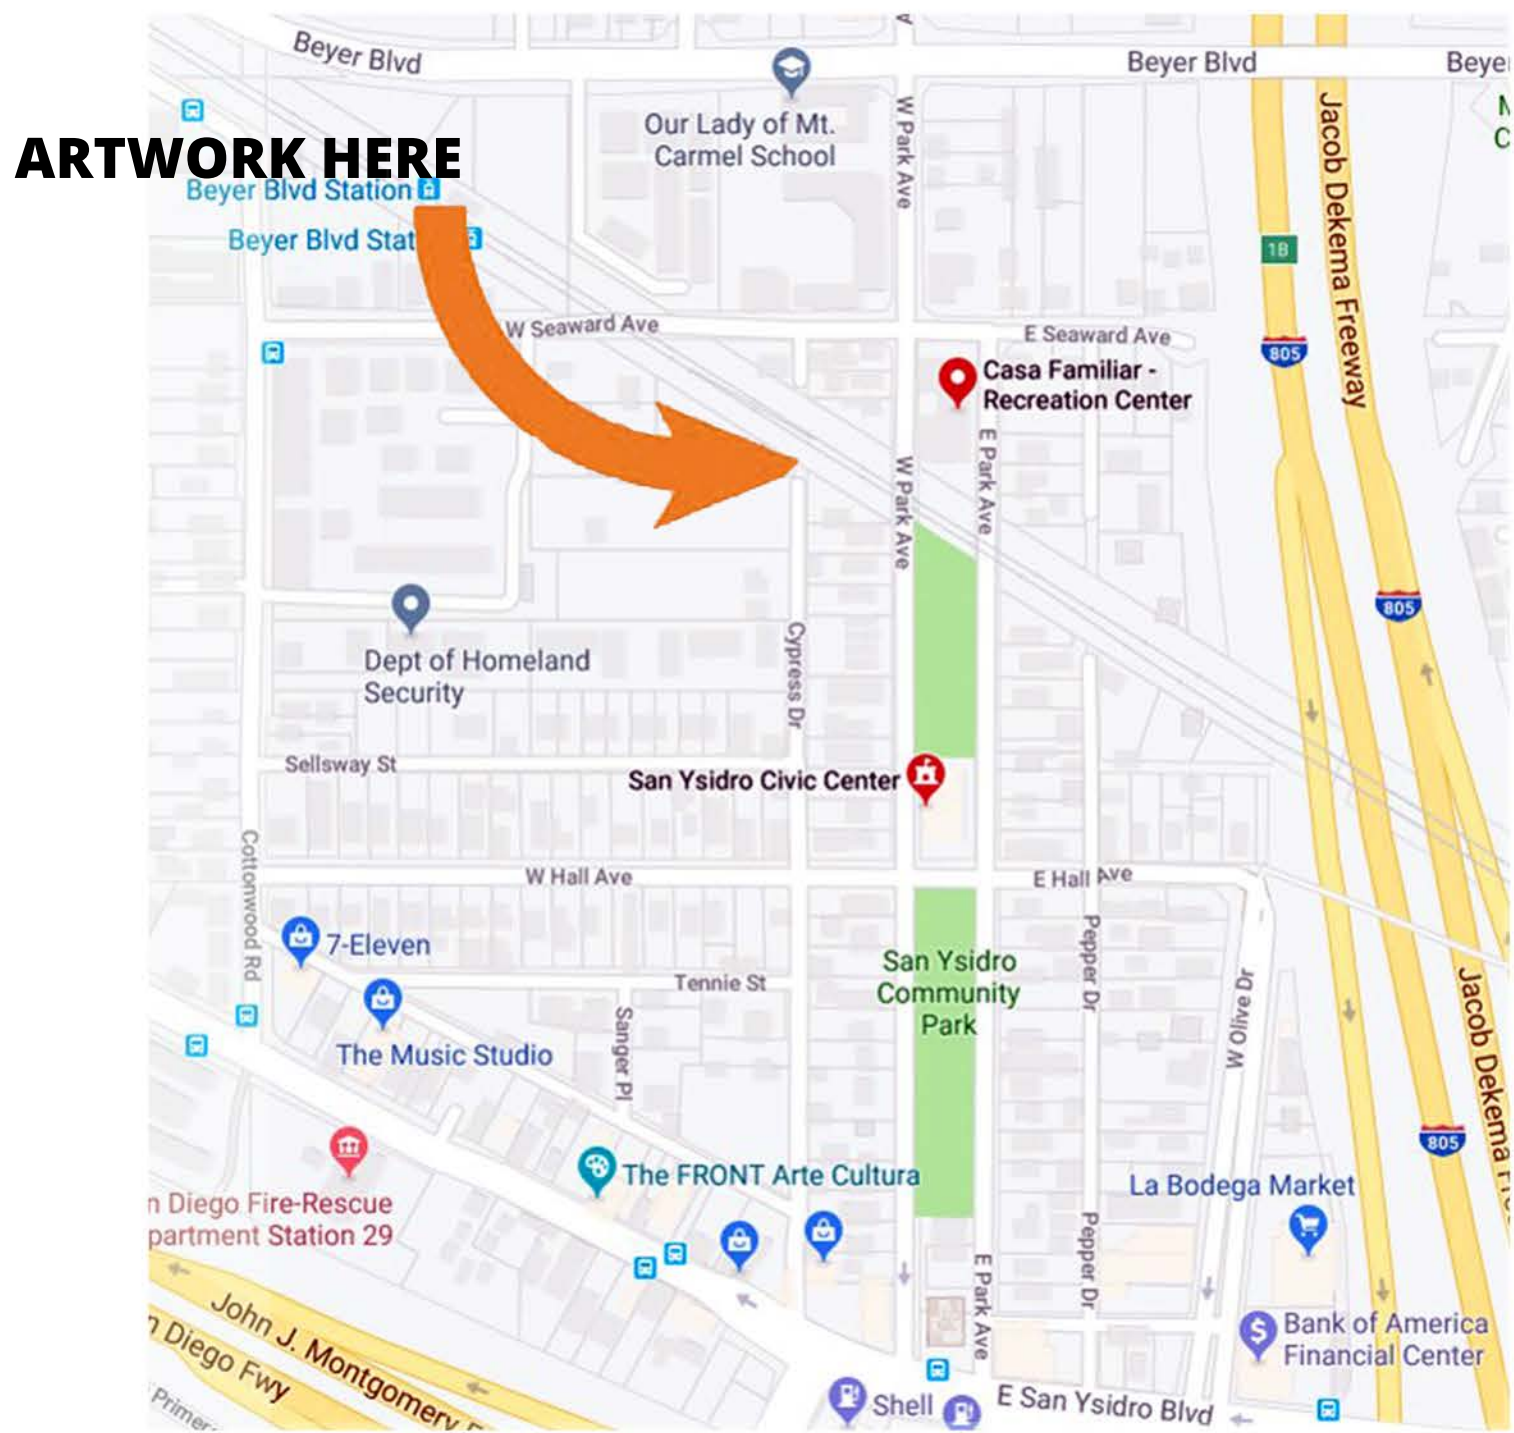 Beyer Blvd
Beyer Blvd
Beye
Our Lady of Mt.
Carmel School
W Park Ave
Jacob Dekema Freeway
ARTWORK HERE
Beyer Blvd Station
Beyer Blvd Stat
1B
W Seaward Ave
E Seaward Ave
805
Casa Familiar -
Recreation Center
E Park Ave
W Park Ave
805
Dept of Homeland
Security
Cypress Dr
Sellsway St
San Ysidro Civic Center
Cottonwood Rd
W Hall Ave
E Hall Ave
7-Eleven
Pepper Dr
San Ysidro
Community
Park
Tennie St
W Olive Dr
Jacob Dekema
Sanger Pl
The Music Studio
805
n Diego Fire-Rescue
partment Station 29
The FRONT Arte Cultura
La Bodega Market
Pepper Dr
E Park Ave
John J. Montgomery
n Diego Fwy
Bank of America
Financial Center
Primer
Shell
E San Ysidro Blvd